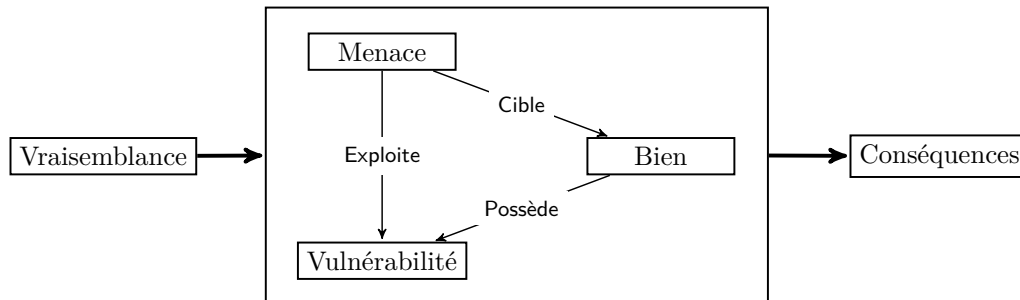 Menace
Cible
Vraisemblance
Exploite
Bien
Conséquences
Possède
Vulnérabilité